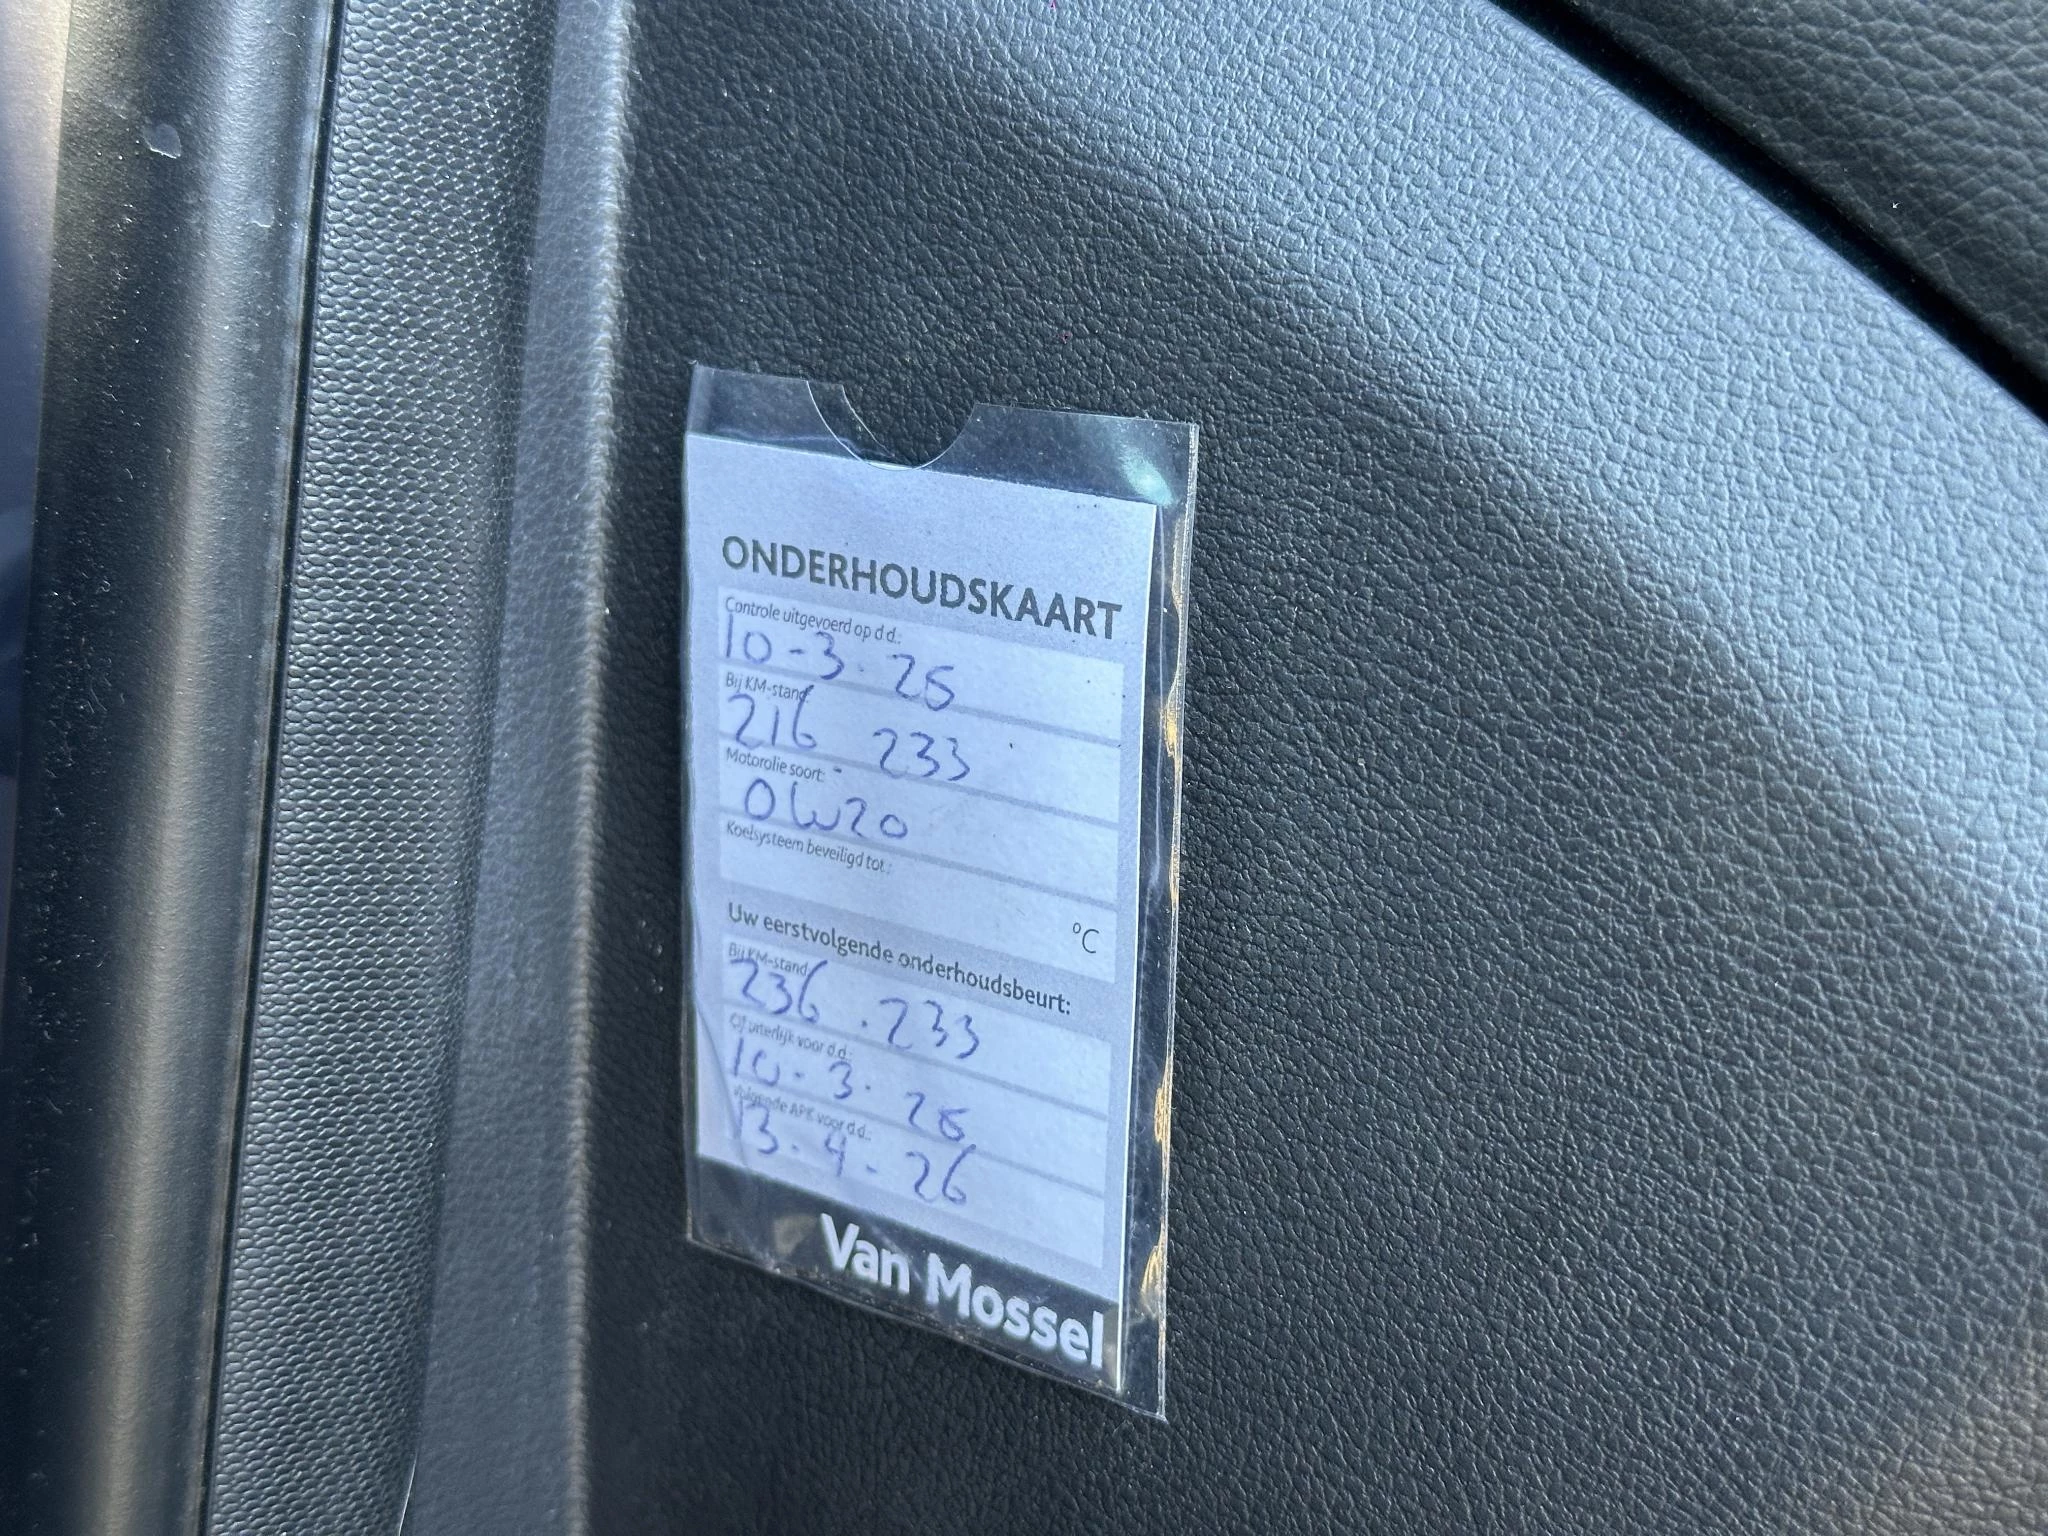 ONDERHOUDSKAART
Controle uitgevoerd op d.d.:
10-3-25
Bij KM-stand
216.233
Motorolie soort:
0W20
Koelsysteem beveiligd tot:
°C
Uw eerstvolgende onderhoudsbeurt:
Bij KM-stand
236.233
Of uiterlijk voor d.d.:
10-3-26
Volgende APK voor d.d.:
13-4-26
Van Mossel